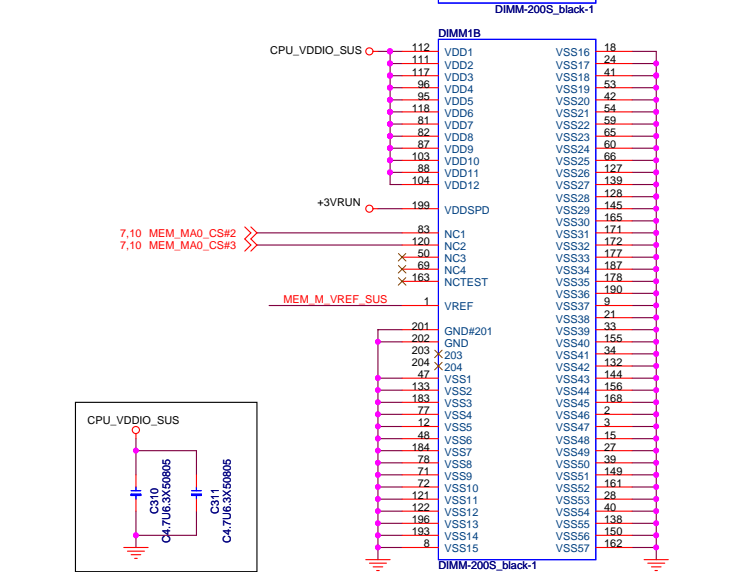 DIMM-200S_black-1
DIMM1B
CPU_VDDIO_SUS 112 VDD1 VSS16 18
111 VDD2 VSS17 24
117 VDD3 VSS18 41
96 VDD4 VSS19 53
95 VDD5 VSS20 42
118 VDD6 VSS21 54
81 VDD7 VSS22 59
82 VDD8 VSS23 65
87 VDD9 VSS24 60
103 VDD10 VSS25 66
88 VDD11 VSS26 127
104 VDD12 VSS27 139
VSS28 128
+3VRUN 199 VDDSPD VSS29 145
VSS30 165
7,10 MEM_MA0_CS#2 83 NC1 VSS31 171
7,10 MEM_MA0_CS#3 120 NC2 VSS32 172
50 NC3 VSS33 177
69 NC4 VSS34 187
163 NCTEST VSS35 178
VSS36 190
MEM_M_VREF_SUS 1 VREF VSS37 9
VSS38 21
201 GND#201 VSS39 33
202 GND VSS40 155
203 203 VSS41 34
204 204 VSS42 132
47 VSS1 VSS43 144
133 VSS2 VSS44 156
183 VSS3 VSS45 168
77 VSS4 VSS46 2
12 VSS5 VSS47 3
48 VSS6 VSS48 15
184 VSS7 VSS49 27
78 VSS8 VSS50 39
71 VSS9 VSS51 149
72 VSS10 VSS52 161
121 VSS11 VSS53 28
122 VSS12 VSS54 40
196 VSS13 VSS55 138
193 VSS14 VSS56 150
8 VSS15 VSS57 162
DIMM-200S_black-1
CPU_VDDIO_SUS
C310
C4.7U6.3X50805
C311
C4.7U6.3X50805